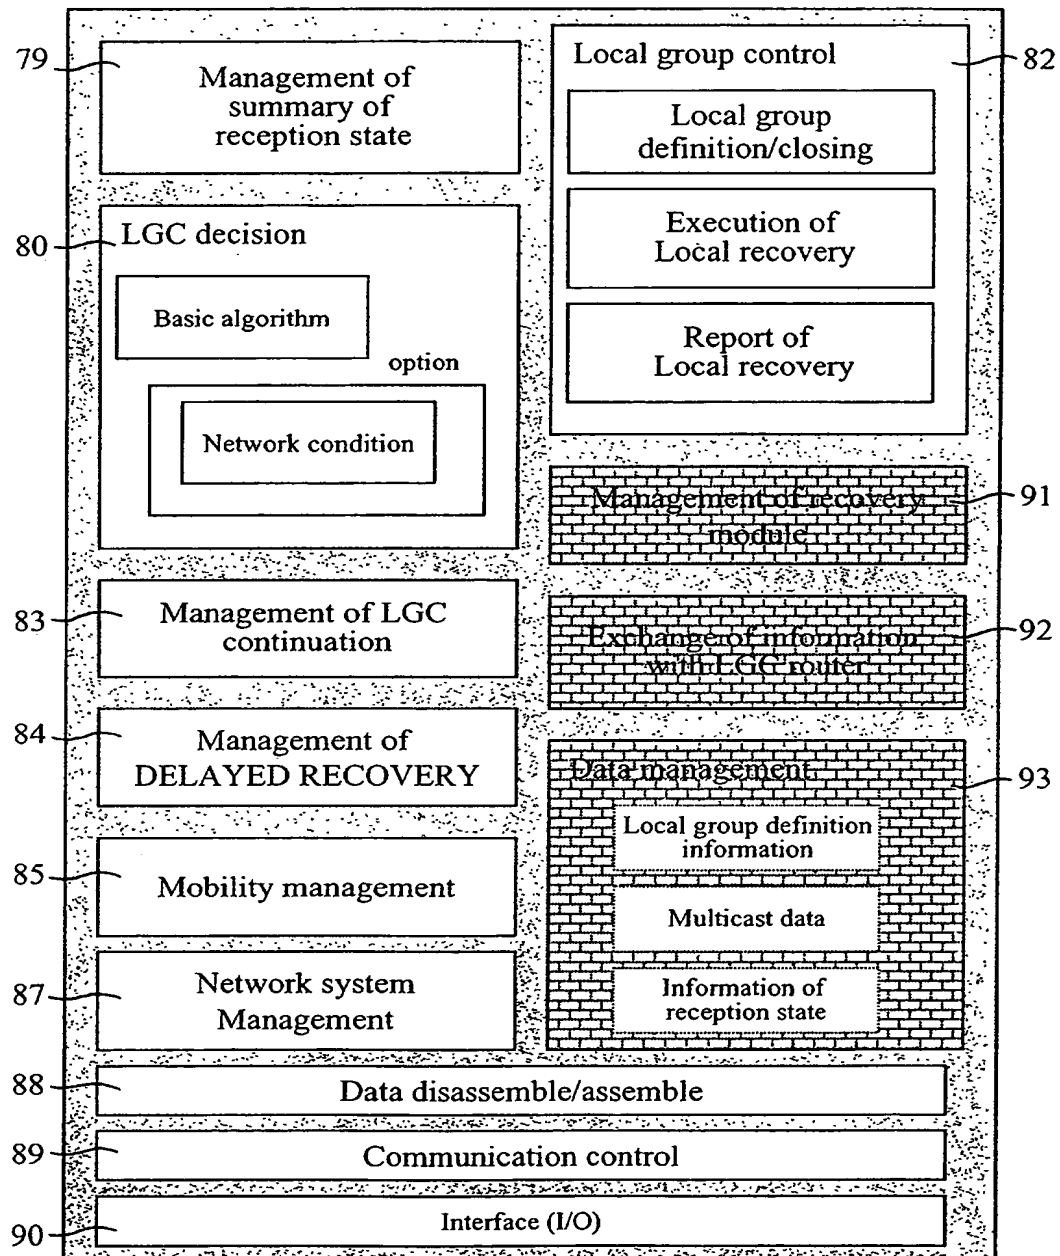 79
Management of
summary of
reception state
80
LGC decision
Basic algorithm
option
Network condition
83
Management of LGC
continuation
84
Management of
DELAYED RECOVERY
85
Mobility management
87
Network system
Management
Local group control
82
Local group
definition/closing
Execution of
Local recovery
Report of
Local recovery
Management of recovery
module
91
Exchange of information
with LGC router
92
Data management
93
Local group definition
information
Multicast data
Information of
reception state
88
Data disassemble/assemble
89
Communication control
90
Interface (I/O)